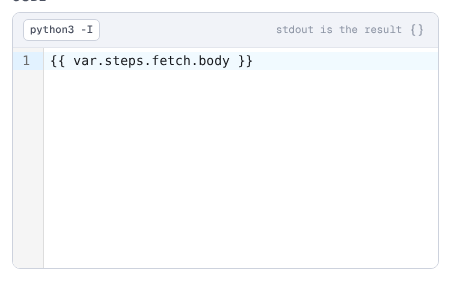 python3 -I
stdout is the result {}
1 {{ var.steps.fetch.body }}